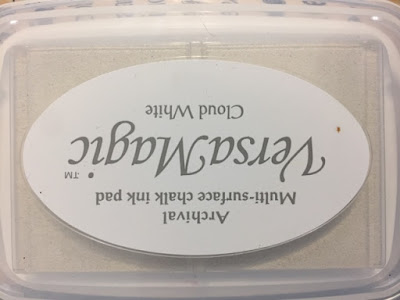 Archival
Multi-surface chalk ink pad
VersaMagic™
Cloud White